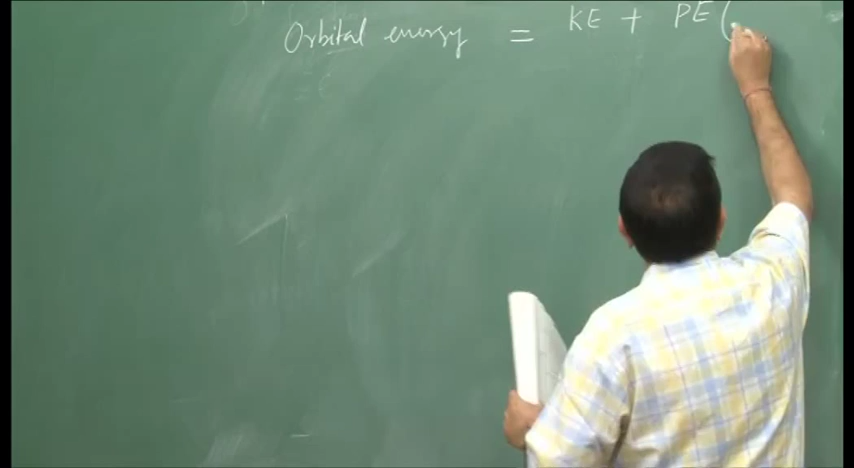 Orbital energy = KE + PE (